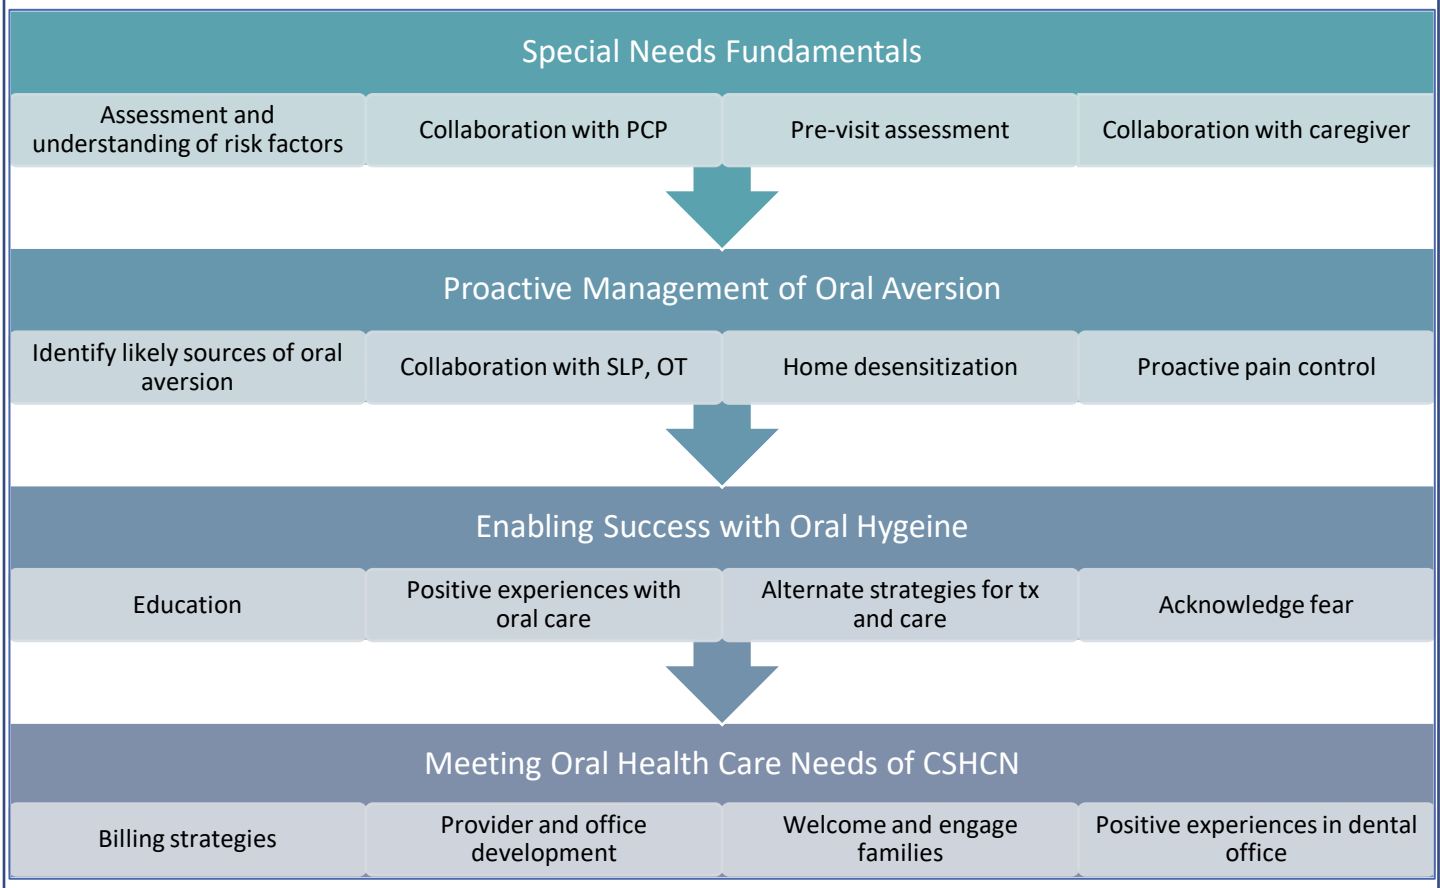 Special Needs Fundamentals
Assessment and
understanding of risk factors
Collaboration with PCP
Pre-visit assessment
Collaboration with caregiver
Proactive Management of Oral Aversion
Identify likely sources of oral
aversion
Collaboration with SLP, OT
Home desensitization
Proactive pain control
Enabling Success with Oral Hygeine
Education
Positive experiences with
oral care
Alternate strategies for tx
and care
Acknowledge fear
Meeting Oral Health Care Needs of CSHCN
Billing strategies
Provider and office
development
Welcome and engage
families
Positive experiences in dental
office